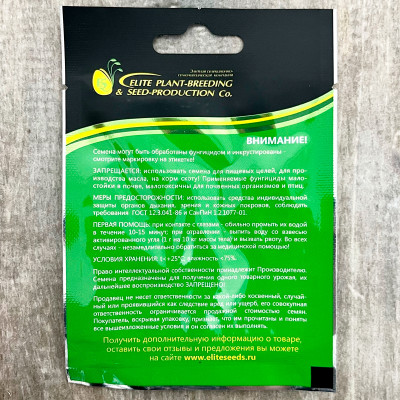 Элитная селекционно-
семеноводческая компания
ELITE PLANT-BREEDING
& SEED-PRODUCTION Co.
ВНИМАНИЕ!
Семена могут быть обработаны фунгицидом и инкрустированы -
смотрите маркировку на этикетке!
ЗАПРЕЩАЕТСЯ: использовать семена для пищевых целей, для про-
изводства масла, на корм скоту! Применяемые фунгициды мало-
стойки в почве, малотоксичны для почвенных организмов и птиц.
МЕРЫ ПРЕДОСТОРОЖНОСТИ: использовать средства индивидуальной
защиты органов дыхания, зрения и кожных покровов, соблюдать
требования ГОСТ 12.3.041-86 и СанПин 1.2.1077-01.
ПЕРВАЯ ПОМОЩЬ: при контакте с глазами - обильно промыть их водой
в течение 10-15 минут; при отравлении - выпить воду со взвесью
активированного угля (1 г на 10 кг массы тела) и вызвать рвоту. Во всех
случаях - незамедлительно обратиться за медицинской помощью!
УСЛОВИЯ ХРАНЕНИЯ: t<+25°C, влажность <75%.
Право интеллектуальной собственности принадлежит Производителю.
Семена предназначены для получения одного товарного урожая, их
дальнейшее воспроизводство ЗАПРЕЩЕНО!
Продавец не несет ответственности за какой-либо косвенный, случай-
ный или проявившийся как следствие вред или ущерб, его совокупная
ответственность ограничивается продажной стоимостью семян.
Покупатель, вскрывая упаковку, признает, что им прочитаны и поняты
все вышеизложенные условия и он согласен их выполнять.
Получить дополнительную информацию о товаре,
оставить свои отзывы и предложения вы можете
на сайте www.eliteseeds.ru